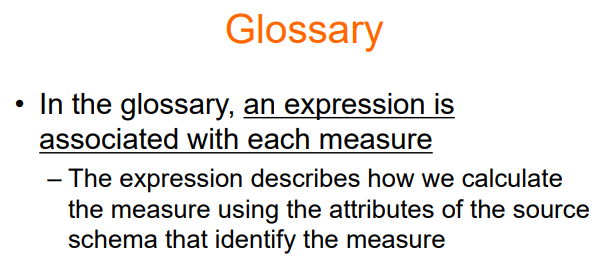 Glossary
• In the glossary, an expression is
associated with each measure
– The expression describes how we calculate
the measure using the attributes of the source
schema that identify the measure